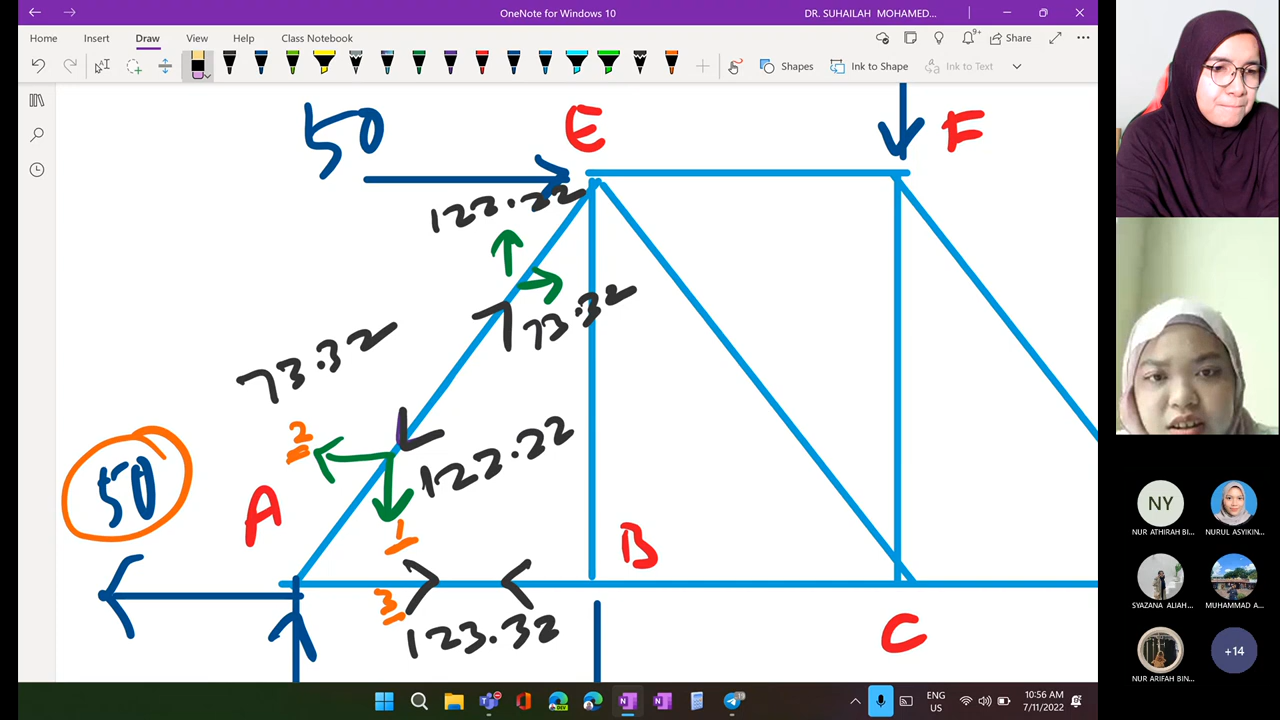 OneNote for Windows 10
DR. SUHAILAH MOHAMED...
Home Insert Draw View Help Class Notebook
9+
Share
Shapes
Ink to Shape
Ink to Text
50
E
F
122.22
73.32
73.32
2
122.22
50
A
1
B
3
123.32
C
NY
NUR ATHIRAH BI...
NURUL ASYIKIN...
SYAZANA ALIAH...
MUHAMMAD A...
NUR ARIFAH BIN...
+14
ENG
US
10:56 AM
7/11/2022